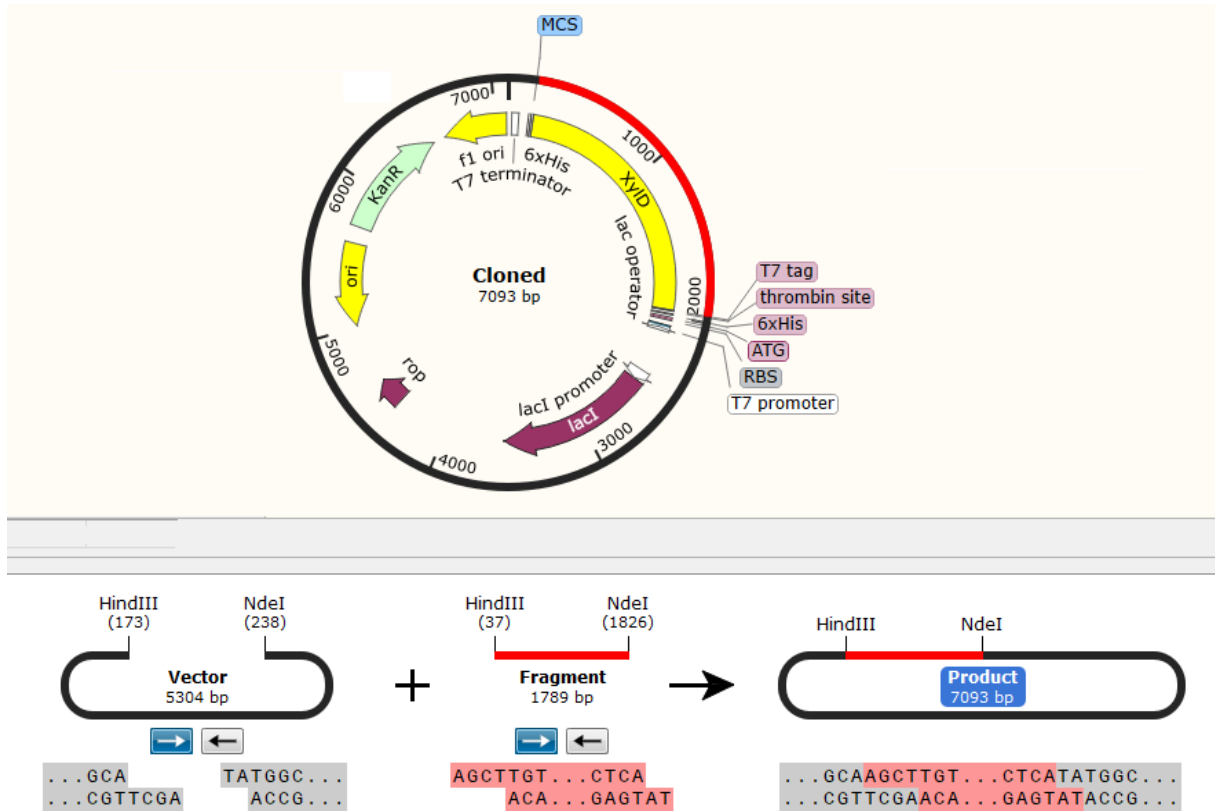 MCS
7000
1000
f1 ori
6xHis
T7 terminator
KanR
XylD
6000
lac operator
ori
Cloned
7093 bp
2000
T7 tag
thrombin site
6xHis
ATG
RBS
T7 promoter
5000
rop
lacI promoter
lacI
3000
4000
HindIII
(173)
NdeI
(238)
HindIII
(37)
NdeI
(1826)
HindIII
NdeI
Vector
5304 bp
+
Fragment
1789 bp
Product
7093 bp
...GCA TATGGC...
...CGTTCGA ACCG...
AGCTTGT...CTCA
ACA...GAGTAT
...GCAAGCTTGT...CTCATATGGC...
...CGTTCGAACA...GAGTATACCG...